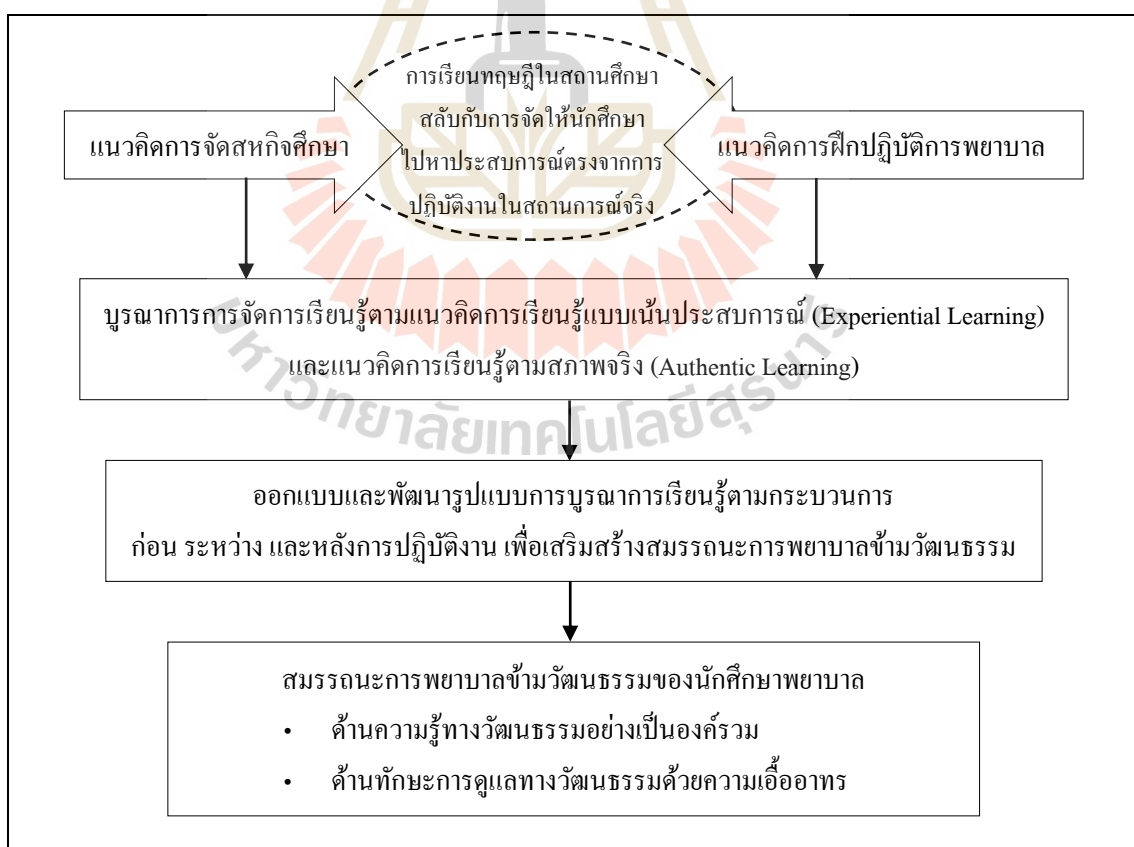 การเรียนทฤษฎีในสถานศึกษา
สลับกับการจัดให้นักศึกษา
ไปหาประสบการณ์ตรงจากการ
ปฏิบัติงานในสถานการณ์จริง
แนวคิดการจัดสหกิจศึกษา
แนวคิดการฝึกปฏิบัติการพยาบาล
บูรณาการการจัดการเรียนรู้ตามแนวคิดการเรียนรู้แบบเน้นประสบการณ์ (Experiential Learning)
และแนวคิดการเรียนรู้ตามสภาพจริง (Authentic Learning)
มหาวิทยาลัยเทคโนโลยีสุรนารี
ออกแบบและพัฒนารูปแบบการบูรณาการเรียนรู้ตามกระบวนการ
ก่อน ระหว่าง และหลังการปฏิบัติงาน เพื่อเสริมสร้างสมรรถนะการพยาบาลข้ามวัฒนธรรม
สมรรถนะการพยาบาลข้ามวัฒนธรรมของนักศึกษาพยาบาล
• ด้านความรู้ทางวัฒนธรรมอย่างเป็นองค์รวม
• ด้านทักษะการดูแลทางวัฒนธรรมด้วยความเอื้ออาทร